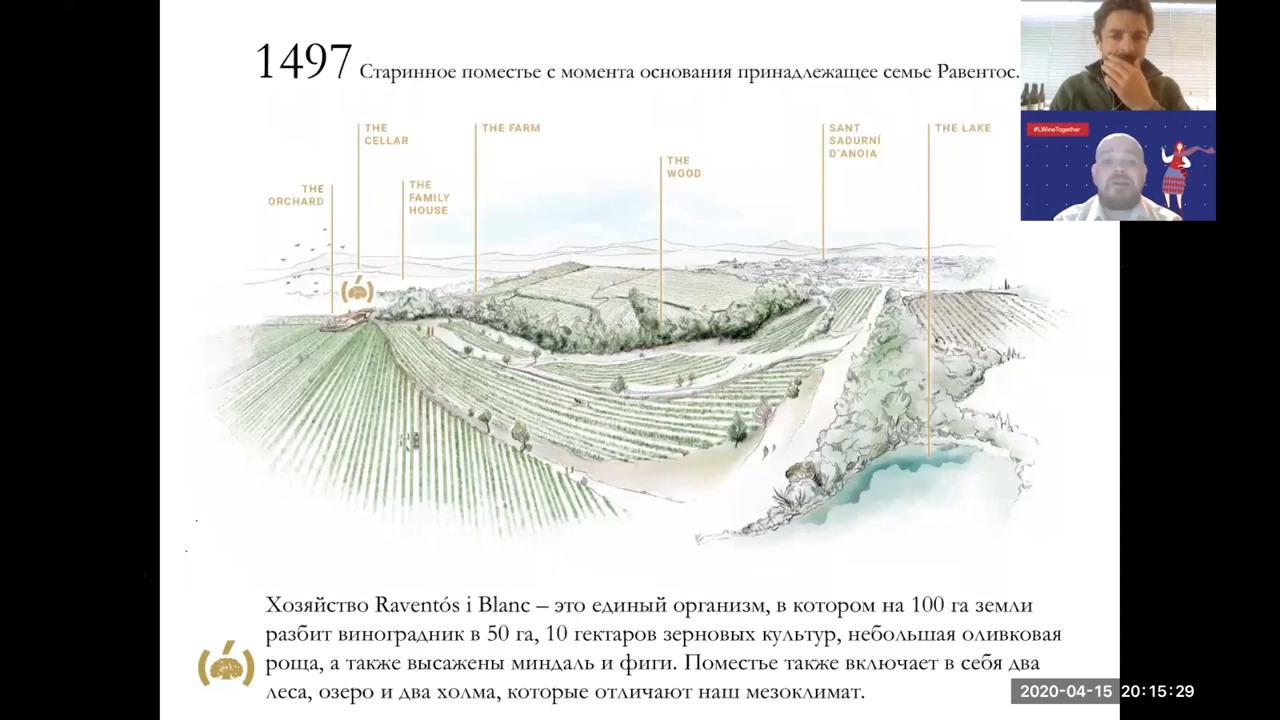 1497 Старинное поместье с момента основания принадлежащее семье Равентос.
#LWineTogether
THE
CELLAR
THE FARM
SANT
SADURNÍ
D'ANOIA
THE LAKE
THE
WOOD
THE
ORCHARD
THE
FAMILY
HOUSE
Хозяйство Raventós i Blanc – это единый организм, в котором на 100 га земли
разбит виноградник в 50 га, 10 гектаров зерновых культур, небольшая оливковая
роща, а также высажены миндаль и фиги. Поместье также включает в себя два
леса, озеро и два холма, которые отличают наш мезоклимат.
2020-04-15 20:15:29